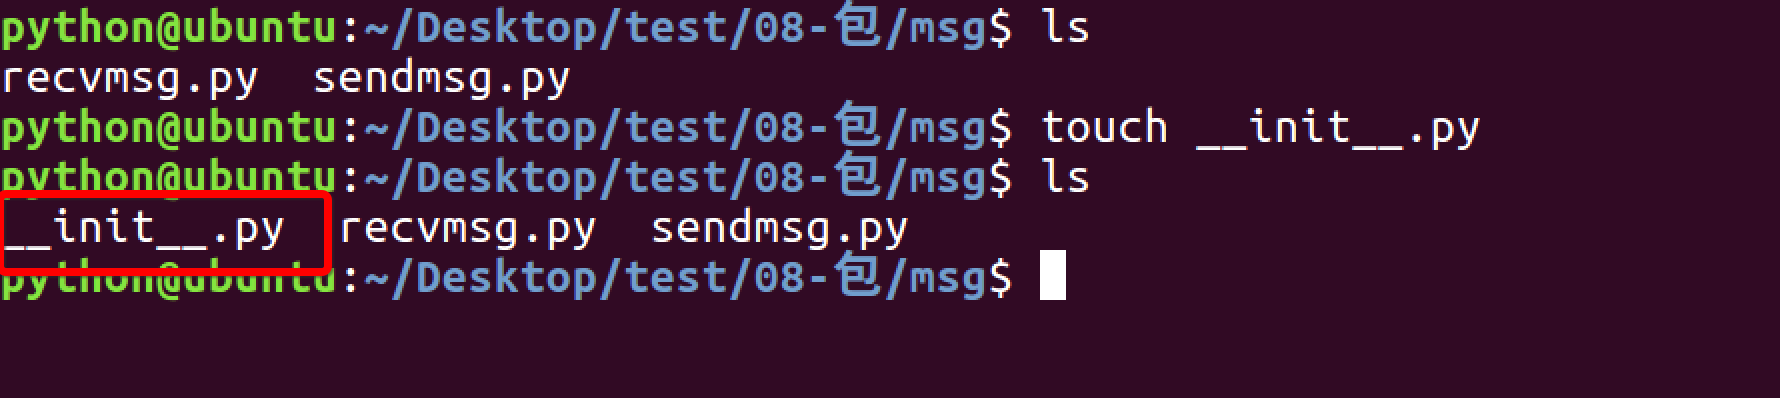 python@ubuntu:~/Desktop/test/08-包/msg$ ls
recvmsg.py  sendmsg.py
python@ubuntu:~/Desktop/test/08-包/msg$ touch __init__.py
python@ubuntu:~/Desktop/test/08-包/msg$ ls
__init__.py  recvmsg.py  sendmsg.py
python@ubuntu:~/Desktop/test/08-包/msg$